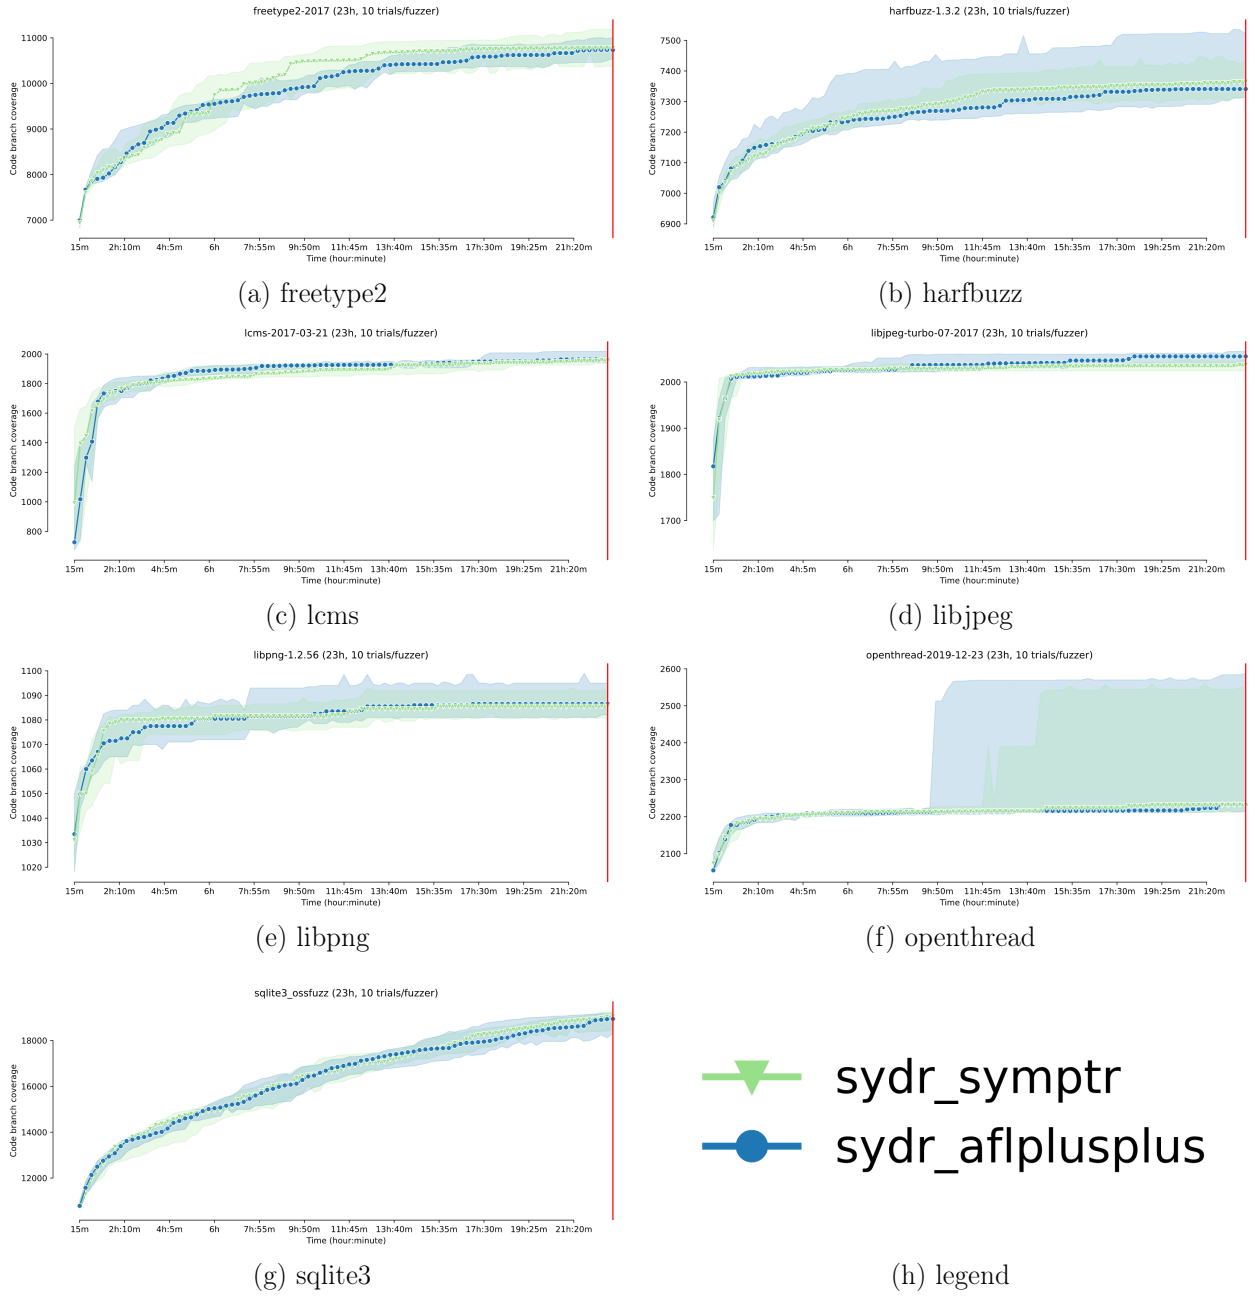 freetype2-2017 (23h, 10 trials/fuzzer)
11000
10000
9000
8000
7000
Code branch coverage
15m 2h:10m 4h:5m 6h 7h:55m 9h:50m 11h:45m 13h:40m 15h:35m 17h:30m 19h:25m 21h:20m
Time (hour:minute)
(a) freetype2
harfbuzz-1.3.2 (23h, 10 trials/fuzzer)
7500
7400
7300
7200
7100
7000
6900
Code branch coverage
15m 2h:10m 4h:5m 6h 7h:55m 9h:50m 11h:45m 13h:40m 15h:35m 17h:30m 19h:25m 21h:20m
Time (hour:minute)
(b) harfbuzz
lcms-2017-03-21 (23h, 10 trials/fuzzer)
2000
1800
1600
1400
1200
1000
800
Code branch coverage
15m 2h:10m 4h:5m 6h 7h:55m 9h:50m 11h:45m 13h:40m 15h:35m 17h:30m 19h:25m 21h:20m
Time (hour:minute)
(c) lcms
libjpeg-turbo-07-2017 (23h, 10 trials/fuzzer)
2000
1900
1800
1700
Code branch coverage
15m 2h:10m 4h:5m 6h 7h:55m 9h:50m 11h:45m 13h:40m 15h:35m 17h:30m 19h:25m 21h:20m
Time (hour:minute)
(d) libjpeg
libpng-1.2.56 (23h, 10 trials/fuzzer)
1100
1090
1080
1070
1060
1050
1040
1030
1020
Code branch coverage
15m 2h:10m 4h:5m 6h 7h:55m 9h:50m 11h:45m 13h:40m 15h:35m 17h:30m 19h:25m 21h:20m
Time (hour:minute)
(e) libpng
openthread-2019-12-23 (23h, 10 trials/fuzzer)
2600
2500
2400
2300
2200
2100
Code branch coverage
15m 2h:10m 4h:5m 6h 7h:55m 9h:50m 11h:45m 13h:40m 15h:35m 17h:30m 19h:25m 21h:20m
Time (hour:minute)
(f) openthread
sqlite3_ossfuzz (23h, 10 trials/fuzzer)
18000
16000
14000
12000
Code branch coverage
15m 2h:10m 4h:5m 6h 7h:55m 9h:50m 11h:45m 13h:40m 15h:35m 17h:30m 19h:25m 21h:20m
Time (hour:minute)
(g) sqlite3
sydr_symptr
sydr_aflplusplus
(h) legend